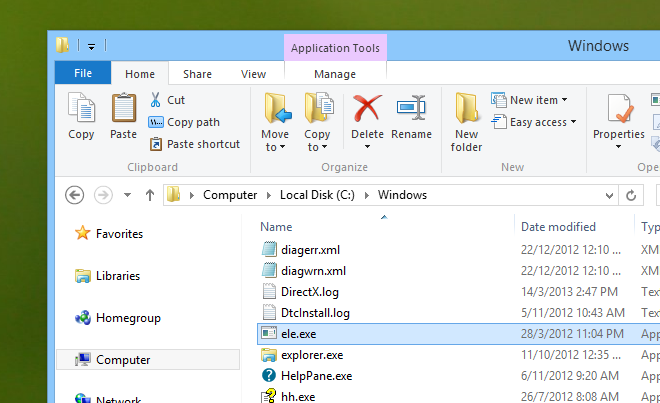 Application Tools
Windows
File Home Share View Manage
Copy
Paste
Cut
Copy path
Paste shortcut
Clipboard
Move to
Copy to
Delete
Rename
Organize
New folder
New item
Easy access
New
Properties
Ope
Computer Local Disk (C:) Windows
Favorites
Libraries
Homegroup
Computer
Network
Name Date modified Typ
diagerr.xml 22/12/2012 12:10 ... XM
diagwrn.xml 22/12/2012 12:10 ... XM
DirectX.log 14/3/2013 2:47 PM Tex
DtcInstall.log 5/11/2012 10:43 AM Tex
ele.exe 28/3/2012 11:04 PM App
explorer.exe 11/10/2012 12:35 ... App
HelpPane.exe 6/11/2012 9:20 AM App
hh.exe 26/7/2012 8:08 AM App